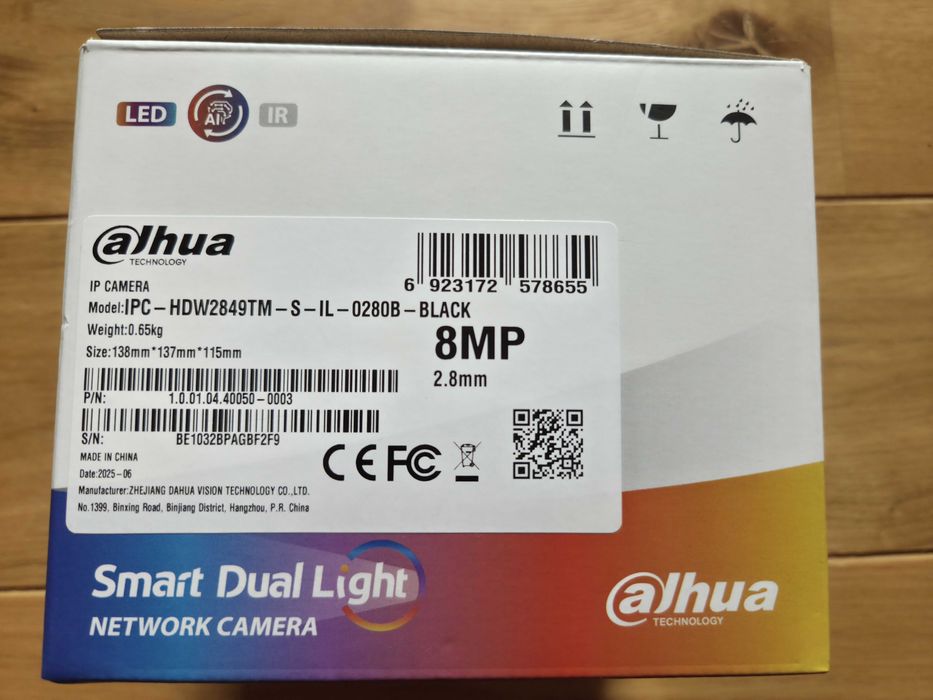 LED AI IR
alhua
TECHNOLOGY
6 923172 578655
IP CAMERA
Model:IPC-HDW2849TM-S-IL-0280B-BLACK
Weight:0.65kg
8MP
Size:138mm*137mm*115mm
2.8mm
P/N: 1.0.01.04.40050-0003
S/N: BE1032BPAGBF2F9
MADE IN CHINA
CE FC
Date:2025-06
Manufacturer:ZHEJIANG DAHUA VISION TECHNOLOGY CO.,LTD.
No.1399, Binxing Road, Binjiang District, Hangzhou, P.R. China
Smart Dual Light
NETWORK CAMERA
alhua
TECHNOLOGY